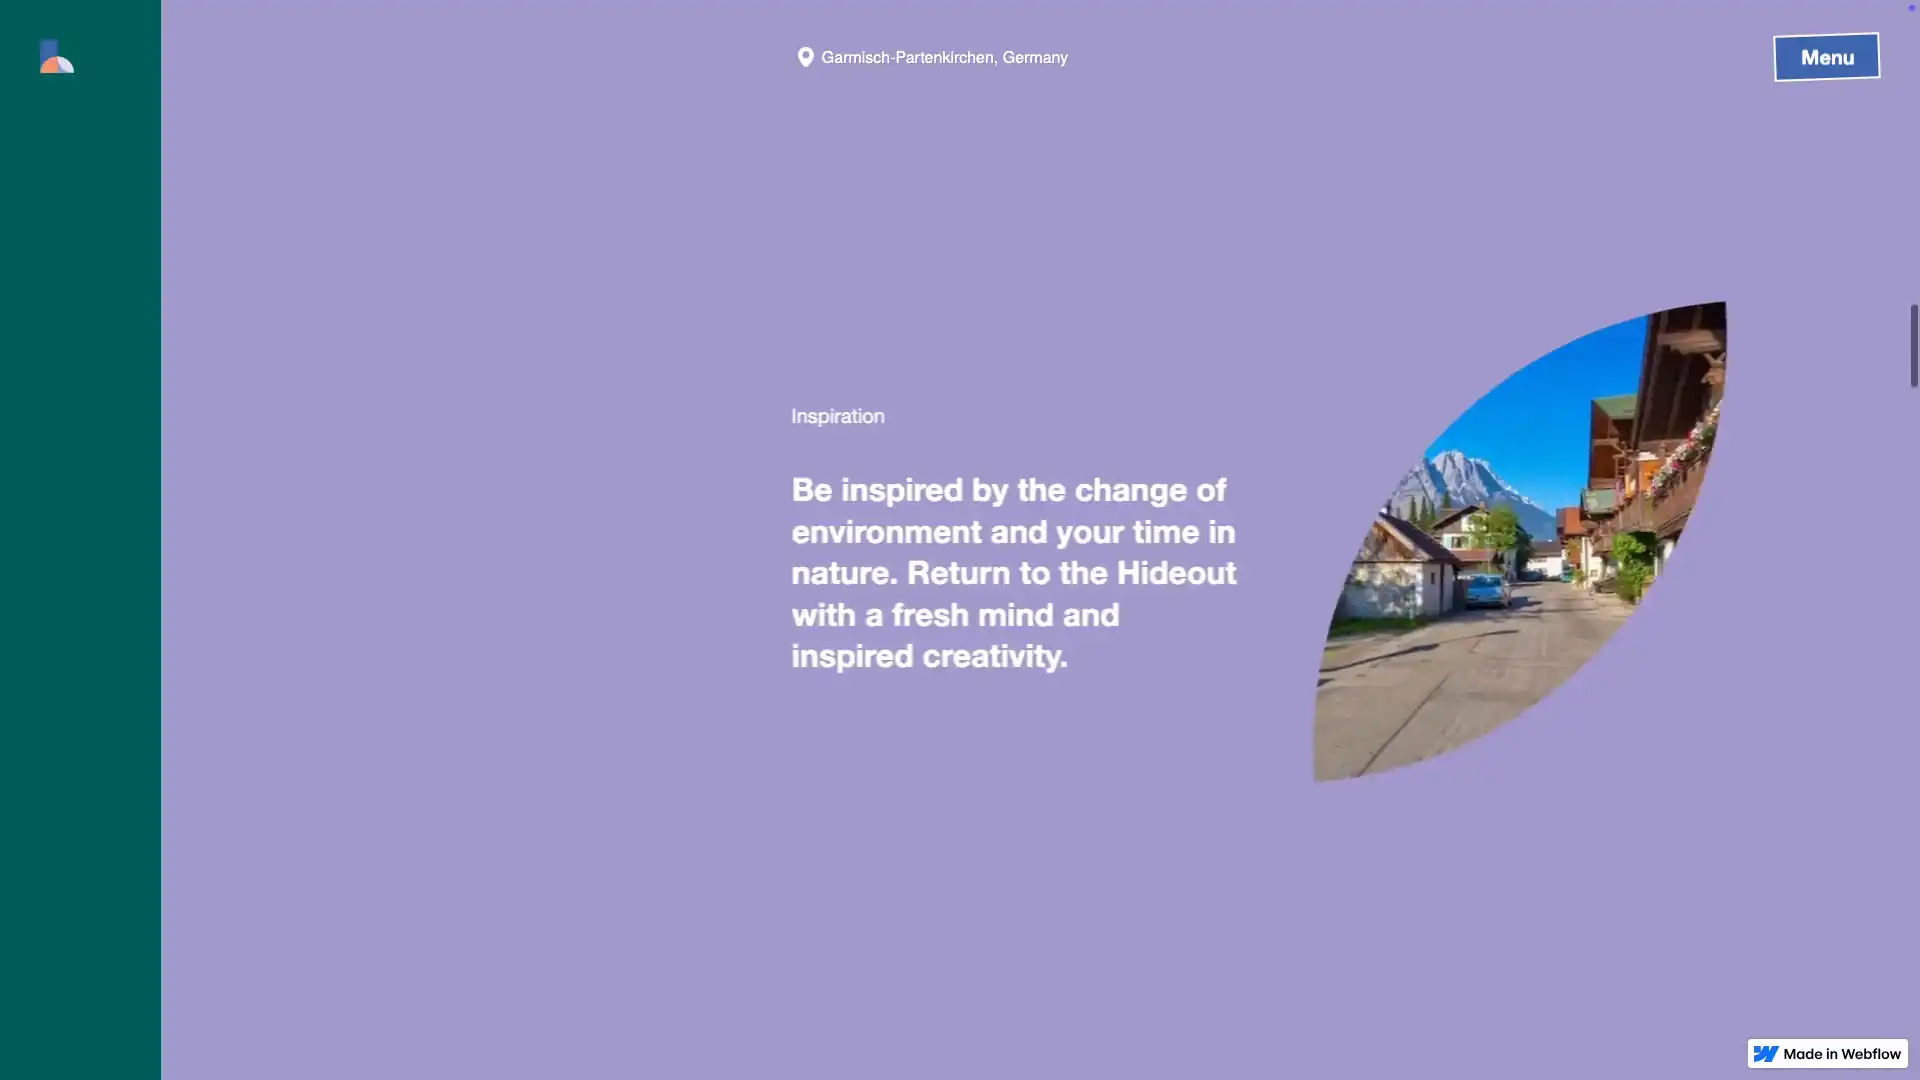 Garmisch-Partenkirchen, Germany
Menu
Inspiration
Be inspired by the change of
environment and your time in
nature. Return to the Hideout
with a fresh mind and
inspired creativity.
Made in Webflow